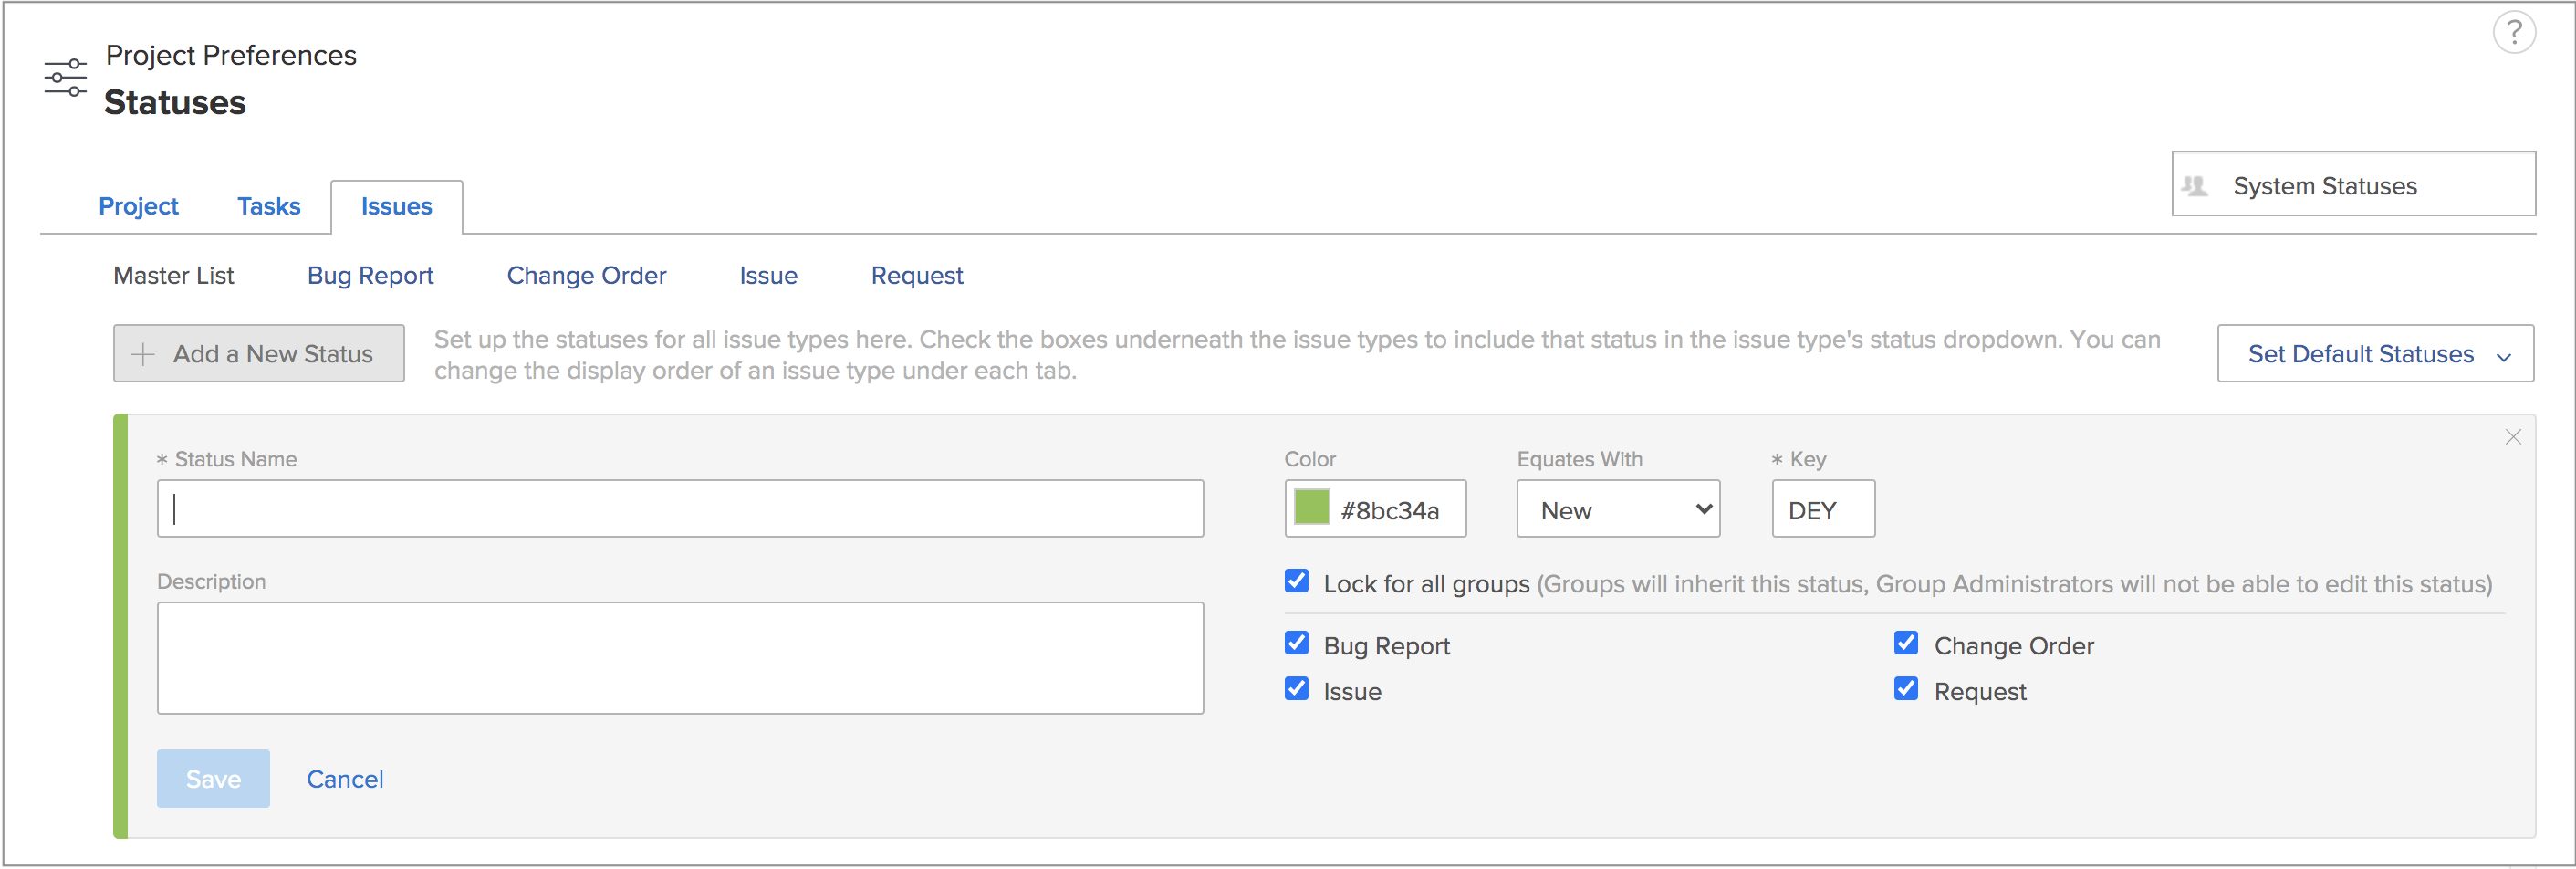 Project Preferences
?
Statuses
System Statuses
Project Tasks Issues
Master List Bug Report Change Order Issue Request
+ Add a New Status
Set up the statuses for all issue types here. Check the boxes underneath the issue types to include that status in the issue type's status dropdown. You can
change the display order of an issue type under each tab.
Set Default Statuses
* Status Name
Color Equates With * Key
#8bc34a New DEY
Description
Lock for all groups (Groups will inherit this status, Group Administrators will not be able to edit this status)
Bug Report Change Order
Issue Request
Save Cancel